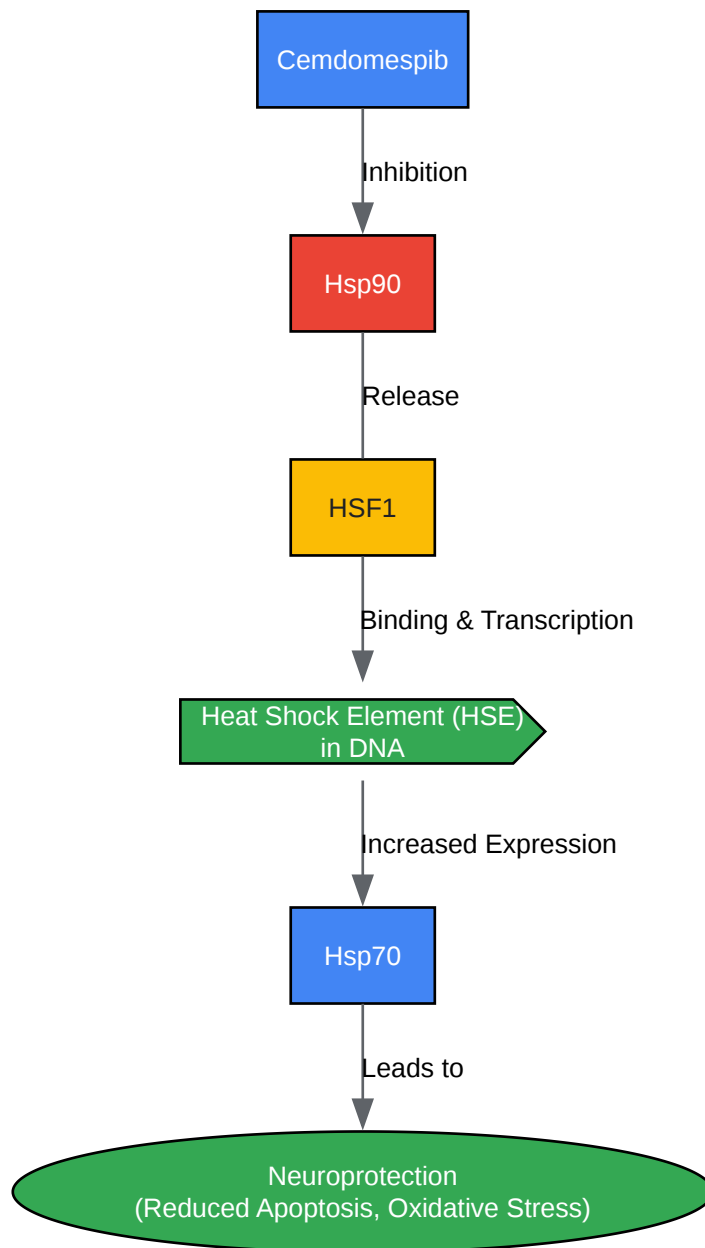 Cemdomespib
Inhibition
Hsp90
Release
HSF1
Binding & Transcription
Heat Shock Element (HSE)
in DNA
Increased Expression
Hsp70
Leads to
Neuroprotection
(Reduced Apoptosis, Oxidative Stress)